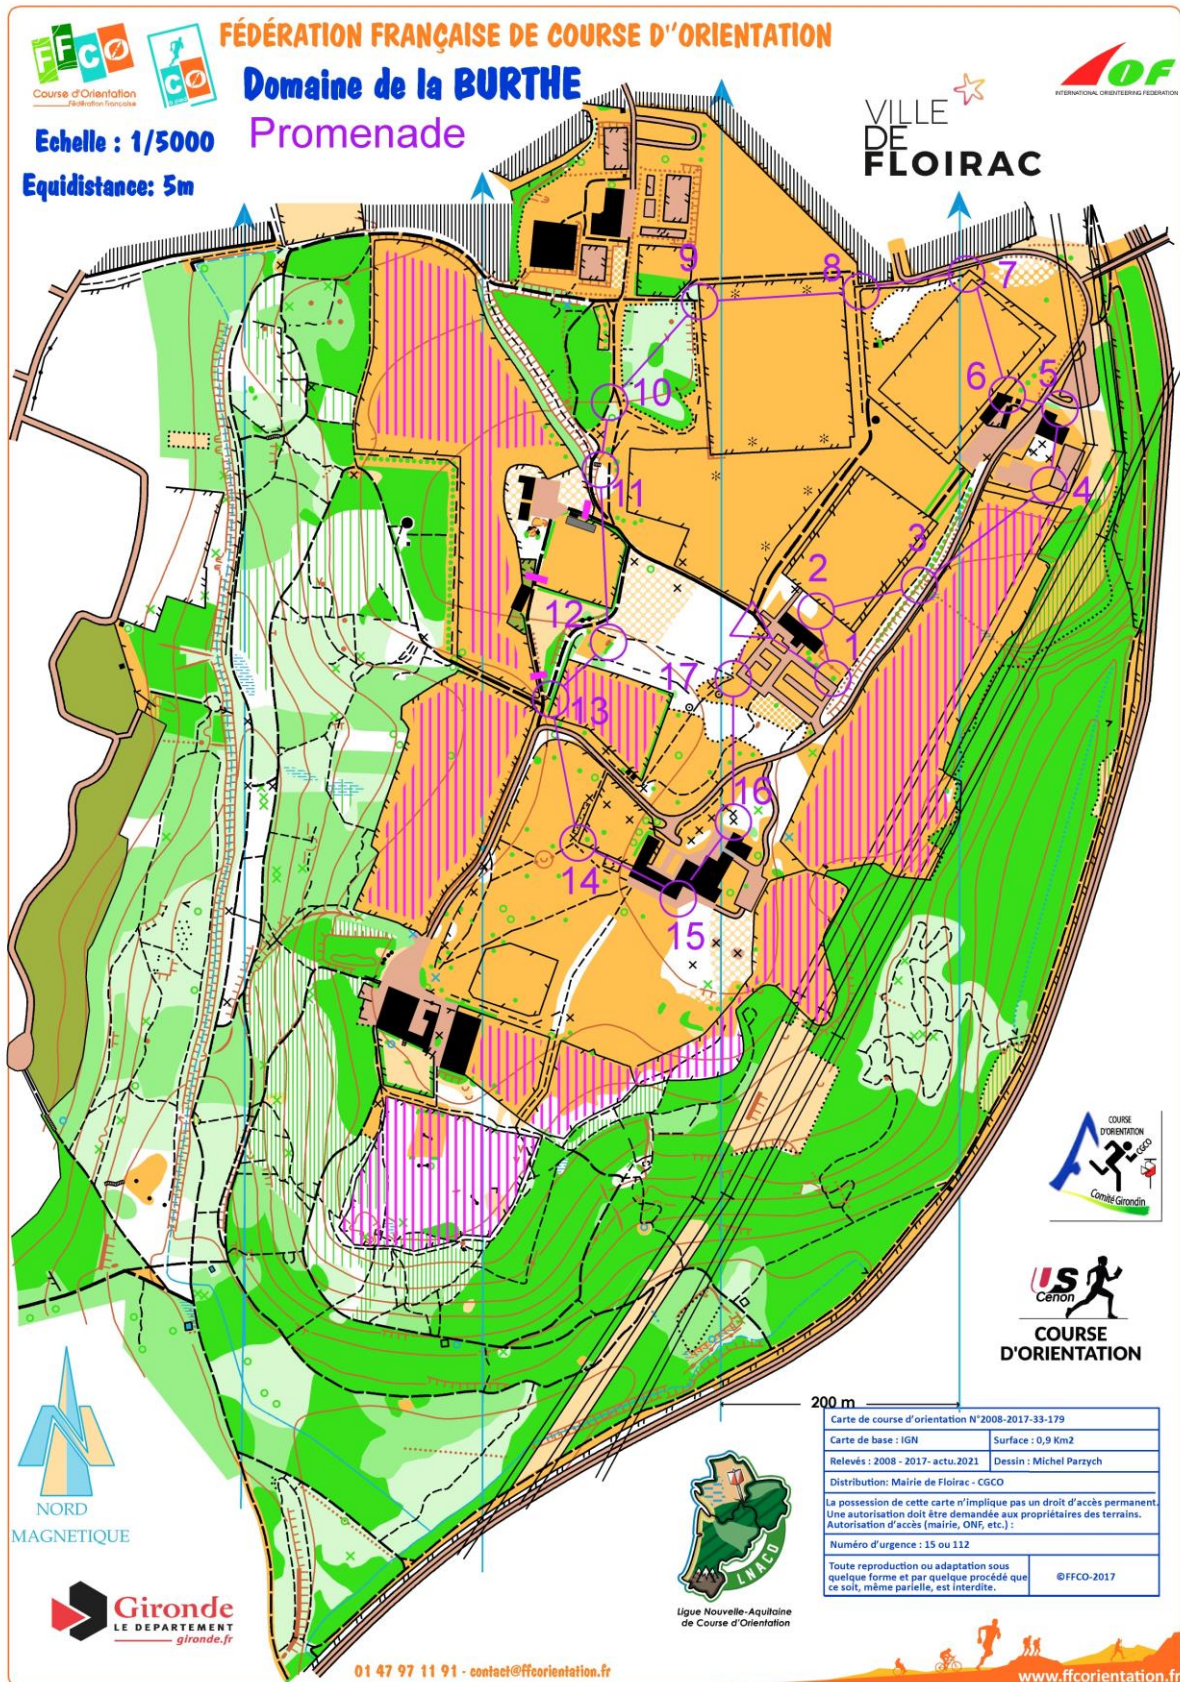 FÉDÉRATION FRANÇAISE DE COURSE D''ORIENTATION
FFCO
Course d'Orientation
Fédération Française
CO
Domaine de la BURTHE
Promenade
Echelle : 1/5000
Equidistance: 5m
VILLE
DE
FLOIRAC
IOF
INTERNATIONAL ORIENTEERING FEDERATION
9
8
7
6
5
10
11
4
3
2
12
1
17
13
16
14
15
COURSE
D'ORIENTATION
CGCO
Comité Girondin
US
Cenon
COURSE
D'ORIENTATION
200 m
NORD
MAGNETIQUE
Carte de course d'orientation N°2008-2017-33-179
Carte de base : IGN
Surface : 0,9 Km2
Relevés : 2008 - 2017- actu.2021
Dessin : Michel Parzych
Distribution: Mairie de Floirac - CGCO
La possession de cette carte n'implique pas un droit d'accès permanent.
Une autorisation doit être demandée aux propriétaires des terrains.
Autorisation d'accès (mairie, ONF, etc.) :
Numéro d'urgence : 15 ou 112
Toute reproduction ou adaptation sous
quelque forme et par quelque procédé que
ce soit, même parielle, est interdite.
©FFCO-2017
LNACO
Ligue Nouvelle-Aquitaine
de Course d'Orientation
Gironde
LE DEPARTEMENT
gironde.fr
01 47 97 11 91 - contact@ffcorientation.fr
www.ffcorientation.fr